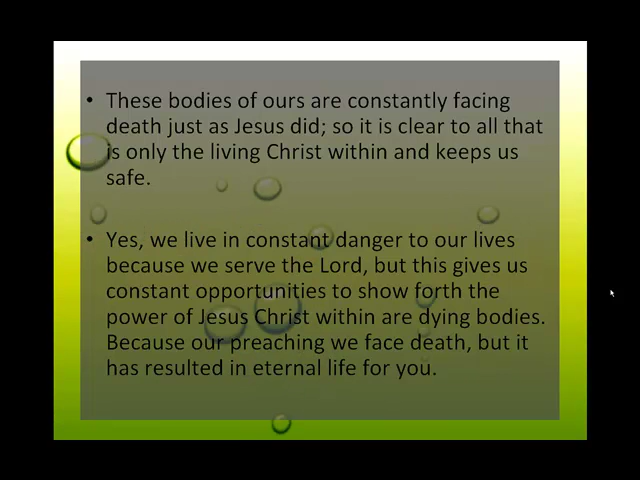 • These bodies of ours are constantly facing
death just as Jesus did; so it is clear to all that
is only the living Christ within and keeps us
safe.
• Yes, we live in constant danger to our lives
because we serve the Lord, but this gives us
constant opportunities to show forth the
power of Jesus Christ within are dying bodies.
Because our preaching we face death, but it
has resulted in eternal life for you.